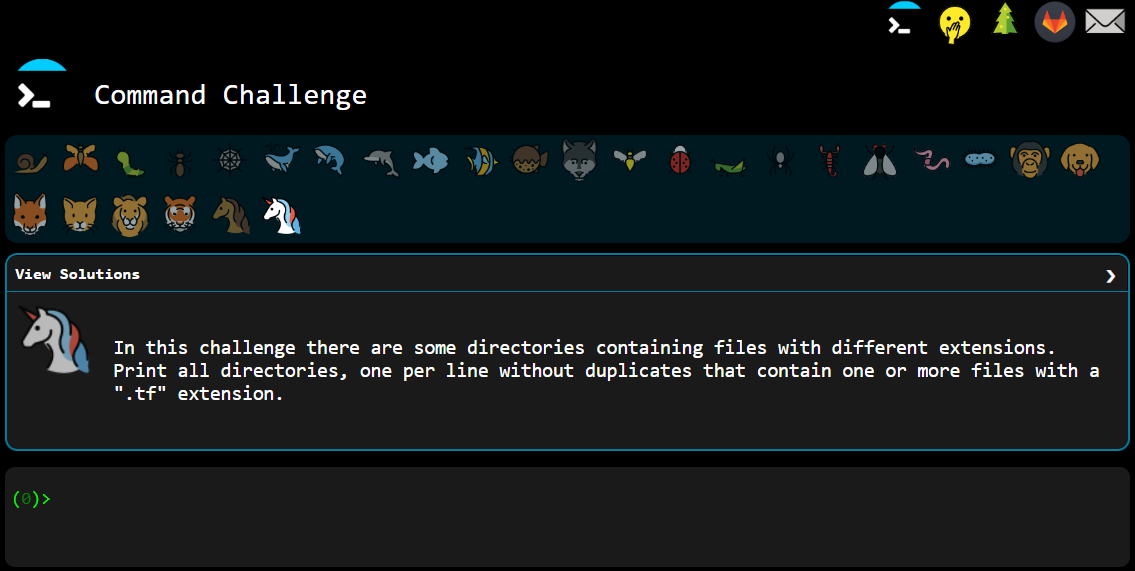 Command Challenge
View Solutions
In this challenge there are some directories containing files with different extensions.
Print all directories, one per line without duplicates that contain one or more files with a
".tf" extension.
(0)>